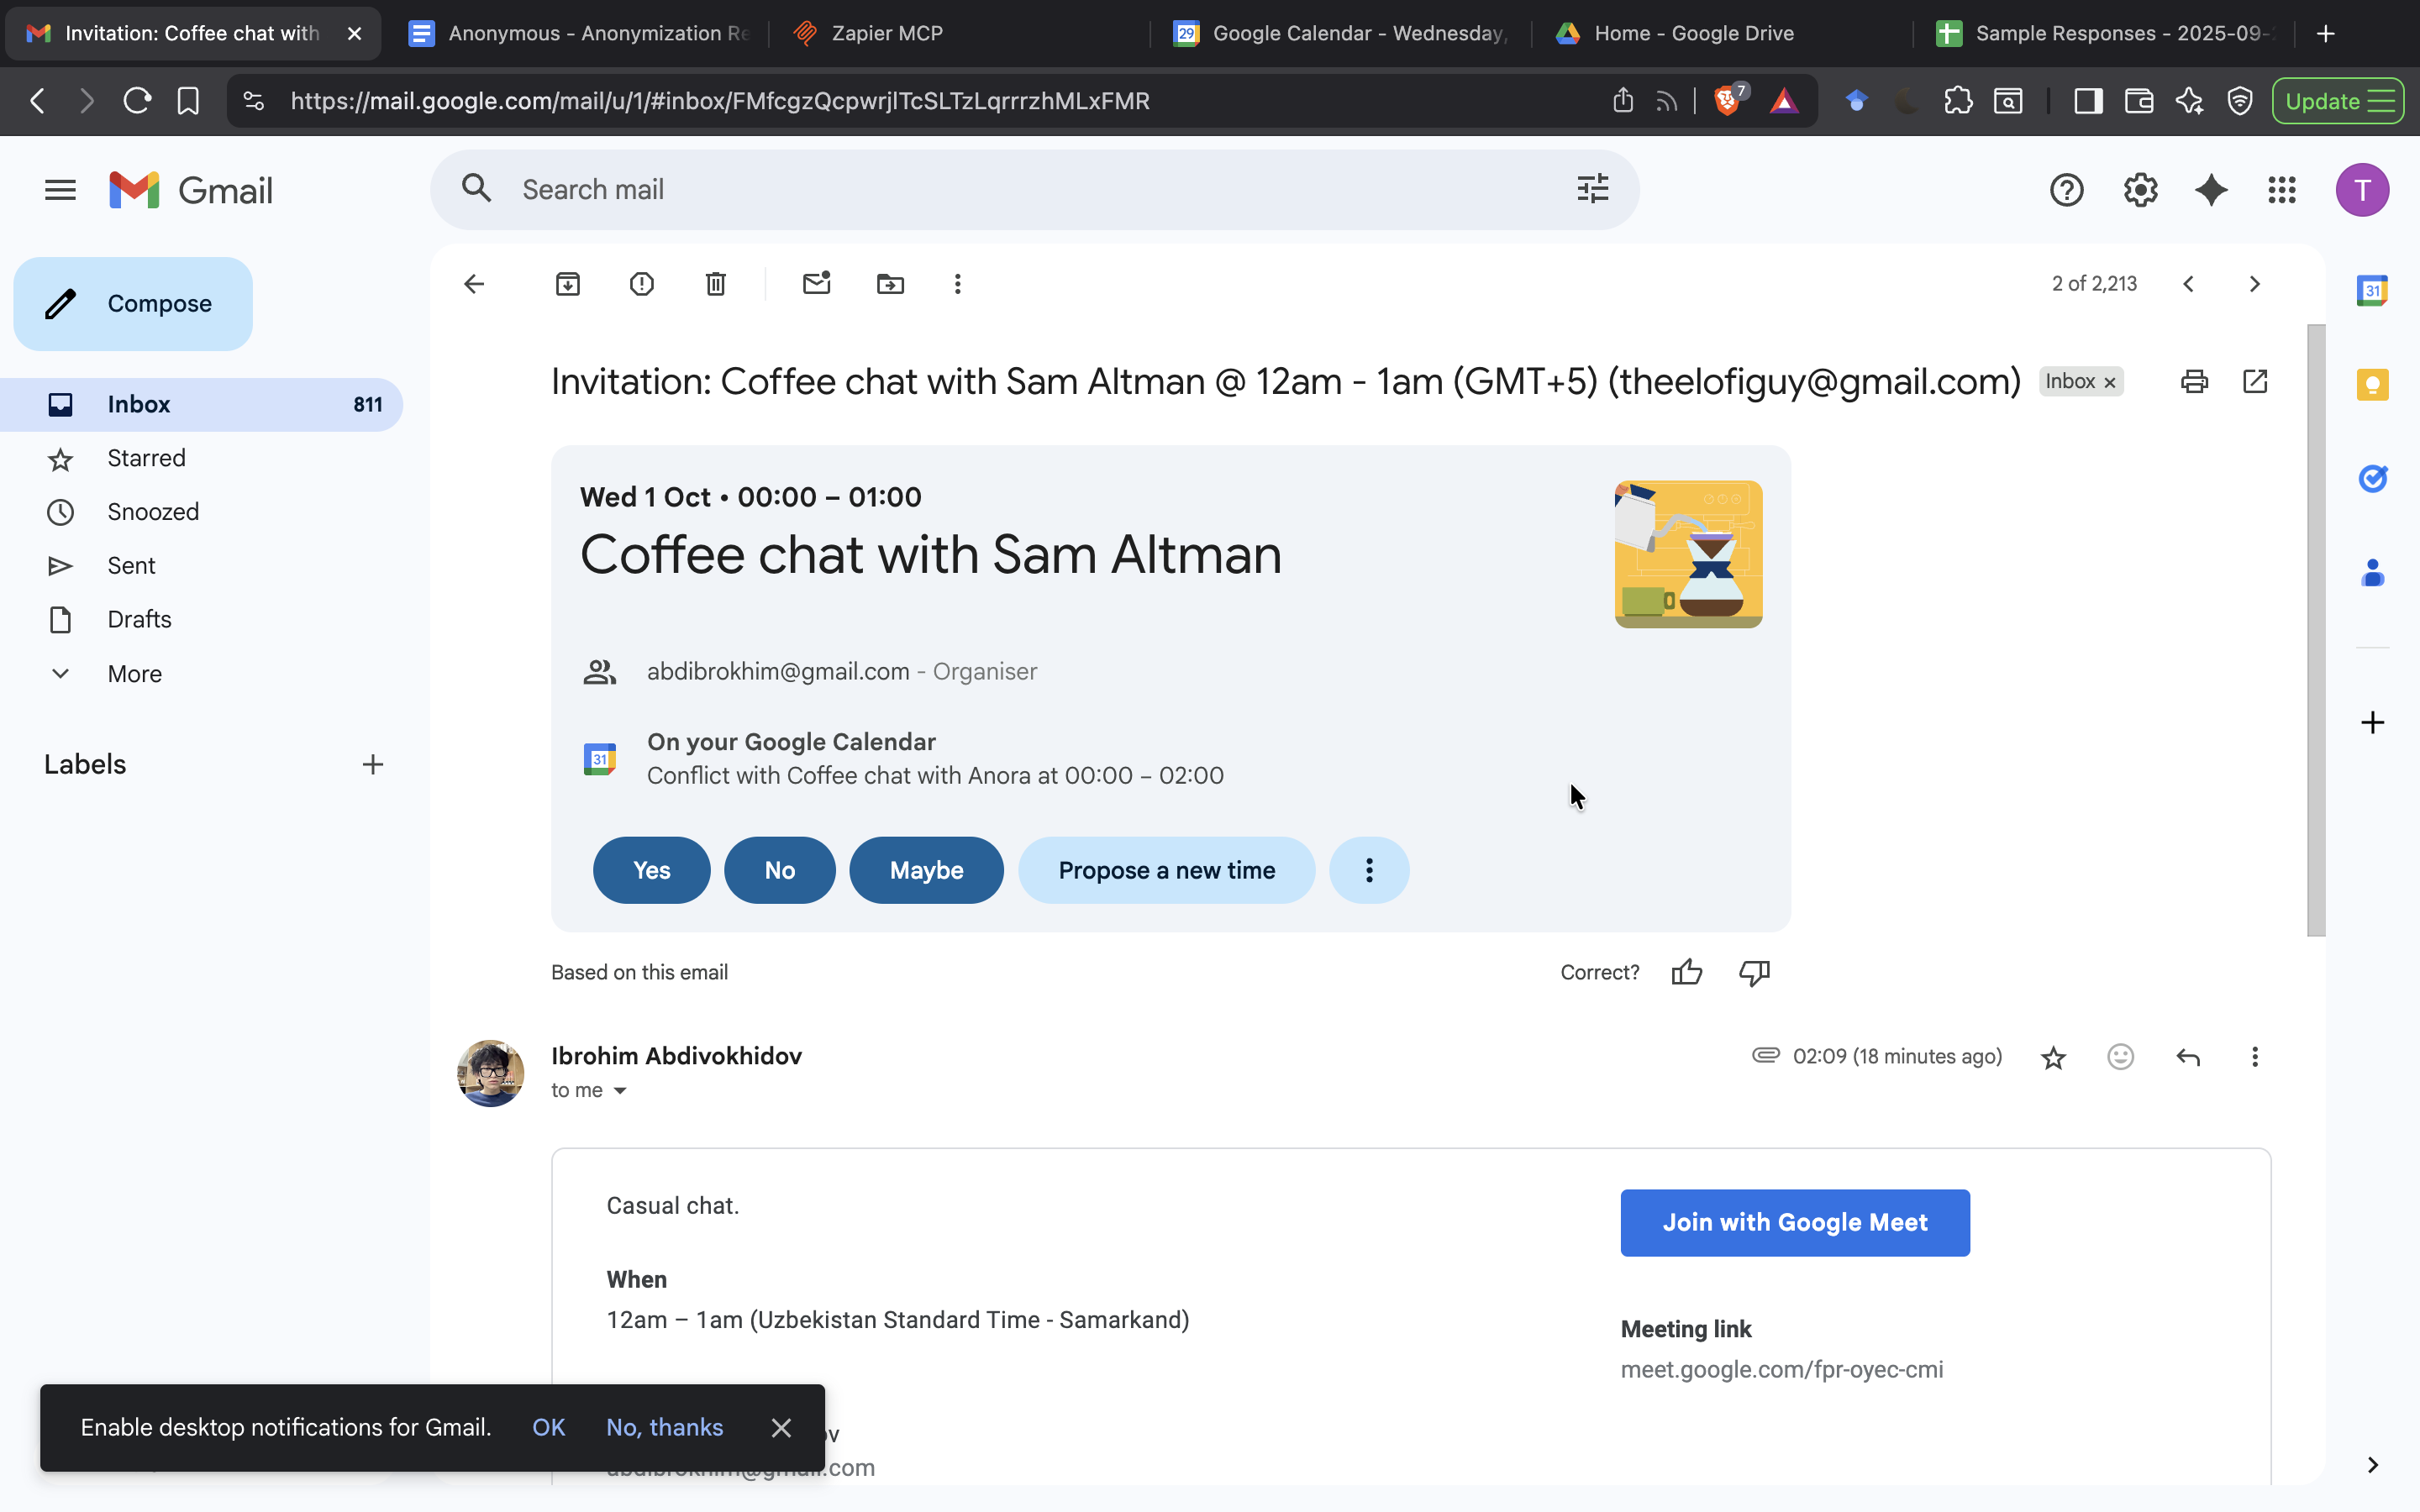 Invitation: Coffee chat with
Anonymous - Anonymization Re
Zapier MCP
Google Calendar - Wednesday,
Home - Google Drive
Sample Responses - 2025-09-
https://mail.google.com/mail/u/1/#inbox/FMfcgzQcpwrjlTcSLTzLqrrrzhMLxFMR
7
Update
Gmail
Search mail
T
Compose
2 of 2,213
31
Invitation: Coffee chat with Sam Altman @ 12am - 1am (GMT+5) (theelofiguy@gmail.com)
Inbox
Inbox 811
Starred
Snoozed
Sent
Drafts
More
Labels
Wed 1 Oct • 00:00 – 01:00
Coffee chat with Sam Altman
abdibrokhim@gmail.com - Organiser
31
On your Google Calendar
Conflict with Coffee chat with Anora at 00:00 – 02:00
Yes
No
Maybe
Propose a new time
Based on this email
Correct?
Ibrohim Abdivokhidov
02:09 (18 minutes ago)
to me
Casual chat.
Join with Google Meet
When
12am – 1am (Uzbekistan Standard Time - Samarkand)
Meeting link
meet.google.com/fpr-oyec-cmi
Enable desktop notifications for Gmail. OK No, thanks
ov
abdibrokhim@gmail.com